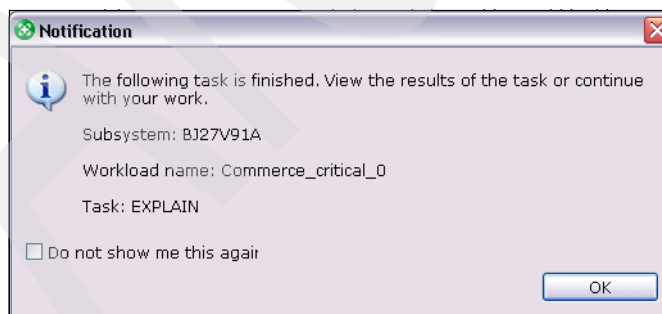 Notification
The following task is finished. View the results of the task or continue
with your work.
Subsystem: BJ27V91A
Workload name: Commerce_critical_0
Task: EXPLAIN
Do not show me this again
OK